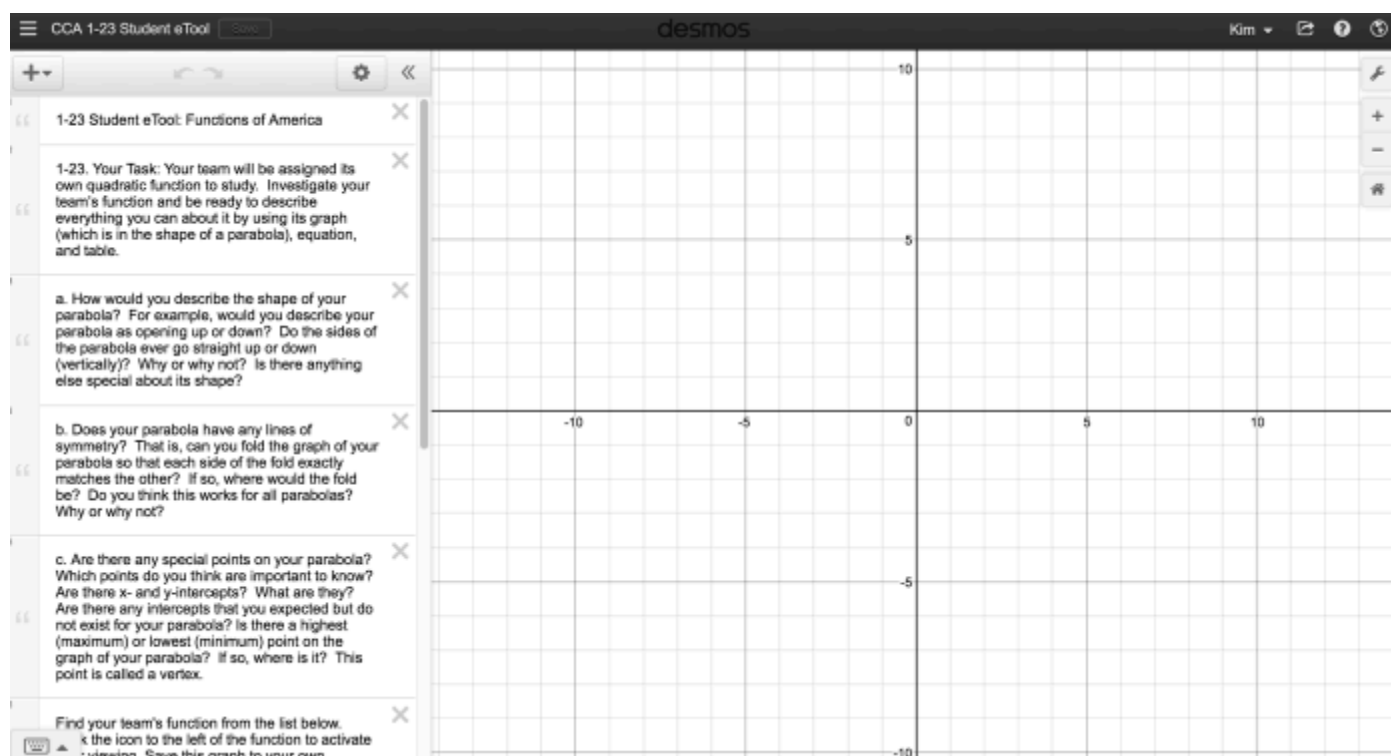 CCA 1-23 Student eTool Save desmos Kim
1-23 Student eTool: Functions of America
1-23. Your Task: Your team will be assigned its
own quadratic function to study. Investigate your
team's function and be ready to describe
everything you can about it by using its graph
(which is in the shape of a parabola), equation,
and table.
a. How would you describe the shape of your
parabola? For example, would you describe your
parabola as opening up or down? Do the sides of
the parabola ever go straight up or down
(vertically)? Why or why not? Is there anything
else special about its shape?
b. Does your parabola have any lines of
symmetry? That is, can you fold the graph of your
parabola so that each side of the fold exactly
matches the other? If so, where would the fold
be? Do you think this works for all parabolas?
Why or why not?
c. Are there any special points on your parabola?
Which points do you think are important to know?
Are there x- and y-intercepts? What are they?
Are there any intercepts that you expected but do
not exist for your parabola? Is there a highest
(maximum) or lowest (minimum) point on the
graph of your parabola? If so, where is it? This
point is called a vertex.
Find your team's function from the list below.
k the icon to the left of the function to activate
viewing. Save this graph to your own
10
5
-10 -5 0 5 10
-5
-10